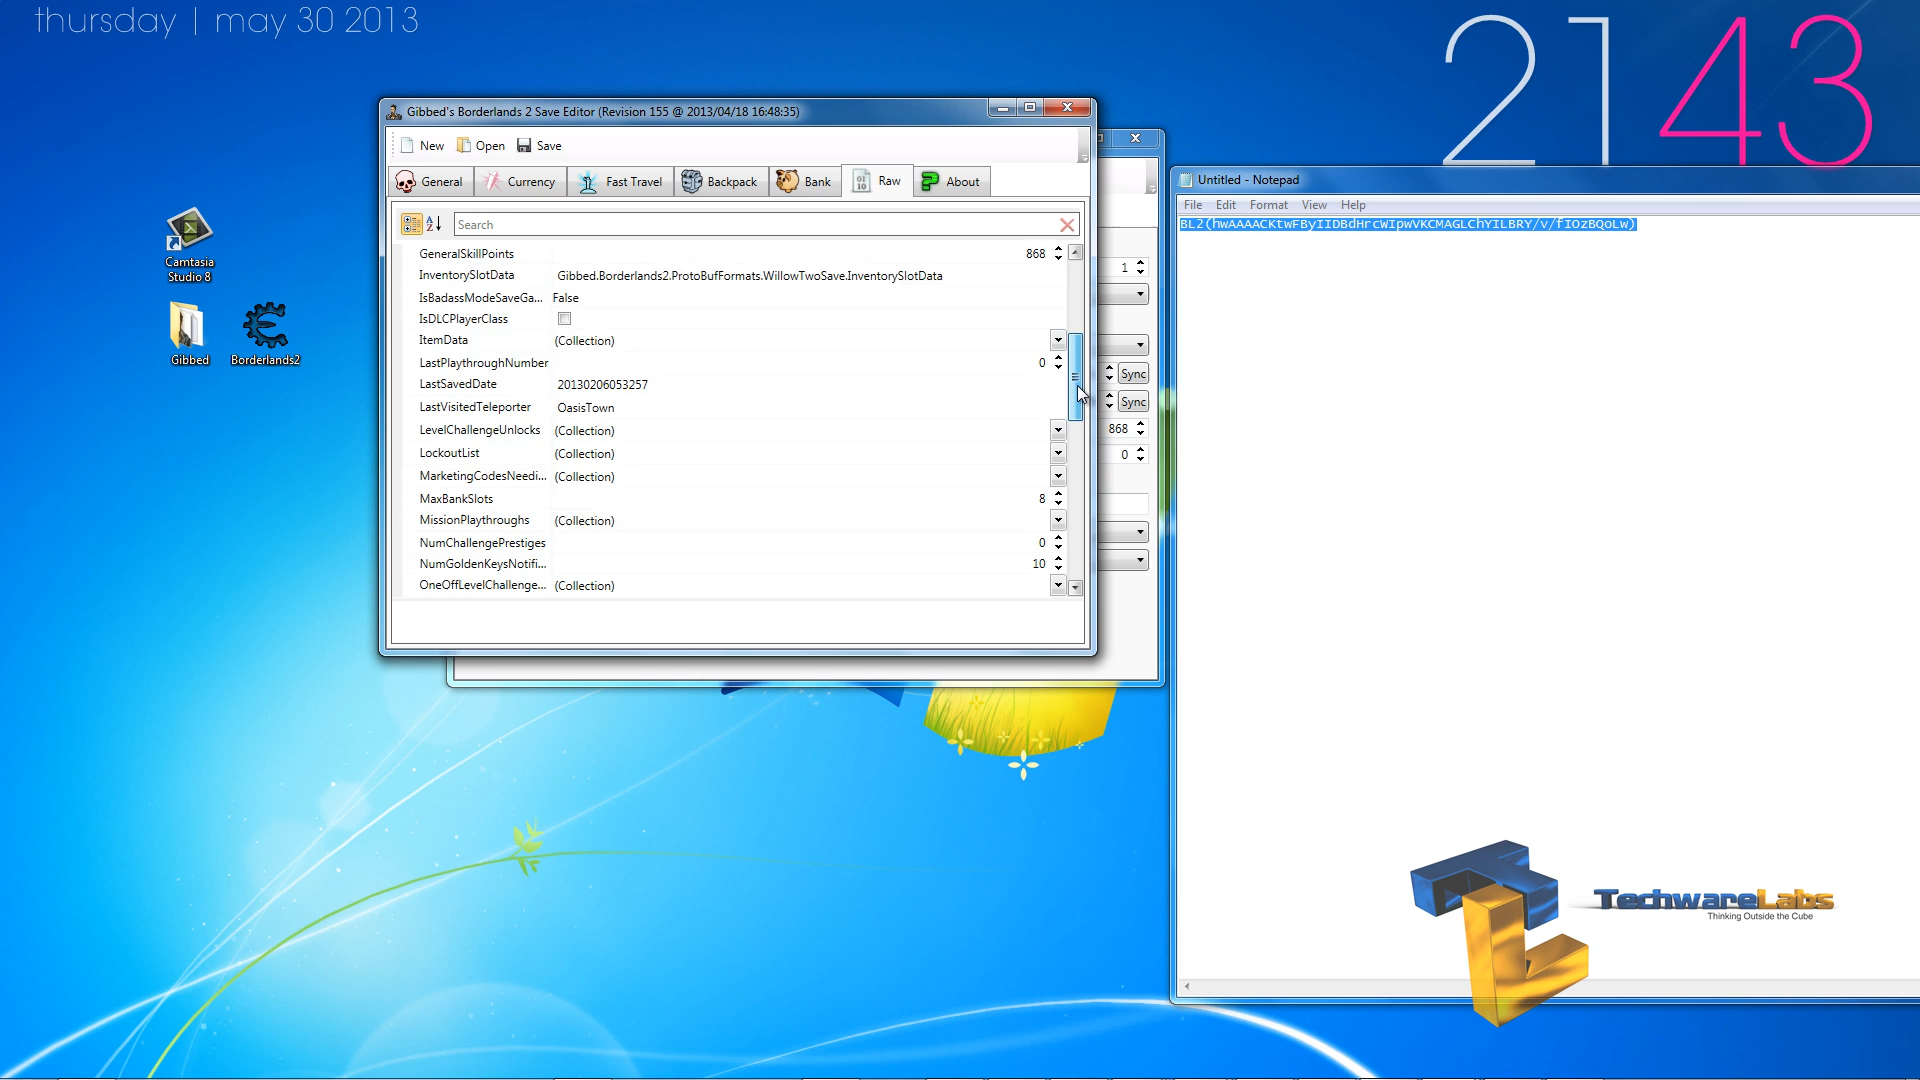 thursday | may 30 2013
2143
Camtasia
Studio 8
Gibbed
Borderlands2
Gibbed's Borderlands 2 Save Editor (Revision 155 @ 2013/04/18 16:48:35)
New Open Save
General Currency Fast Travel Backpack Bank Raw About
Search
GeneralSkillPoints 868
InventorySlotData Gibbed.Borderlands2.ProtoBufFormats.WillowTwoSave.InventorySlotData
IsBadassModeSaveGa... False
IsDLCPlayerClass
ItemData (Collection)
LastPlaythroughNumber 0
LastSavedDate 20130206053257
LastVisitedTeleporter OasisTown
LevelChallengeUnlocks (Collection)
LockoutList (Collection)
MarketingCodesNeedi... (Collection)
MaxBankSlots 8
MissionPlaythroughs (Collection)
NumChallengePrestiges 0
NumGoldenKeysNotifi... 10
OneOffLevelChallenge... (Collection)
1
Sync
Sync
868
0
Untitled - Notepad
File Edit Format View Help
BL2(hwAAAACKtwFByIIDBdHrcWIpwVKCMAGLChYILBRY/v/fIOzBQoLw)
TechwareLabs
Thinking Outside the Cube